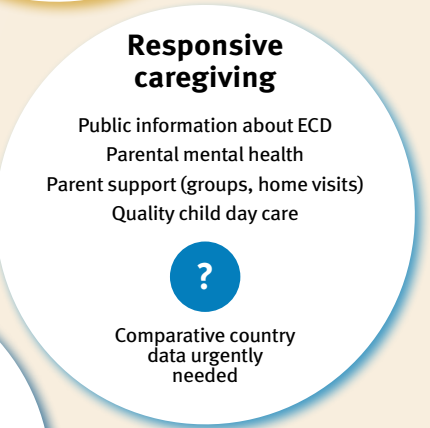 Responsive
caregiving
Public information about ECD
Parental mental health
Parent support (groups, home visits)
Quality child day care
?
Comparative country
data urgently
needed